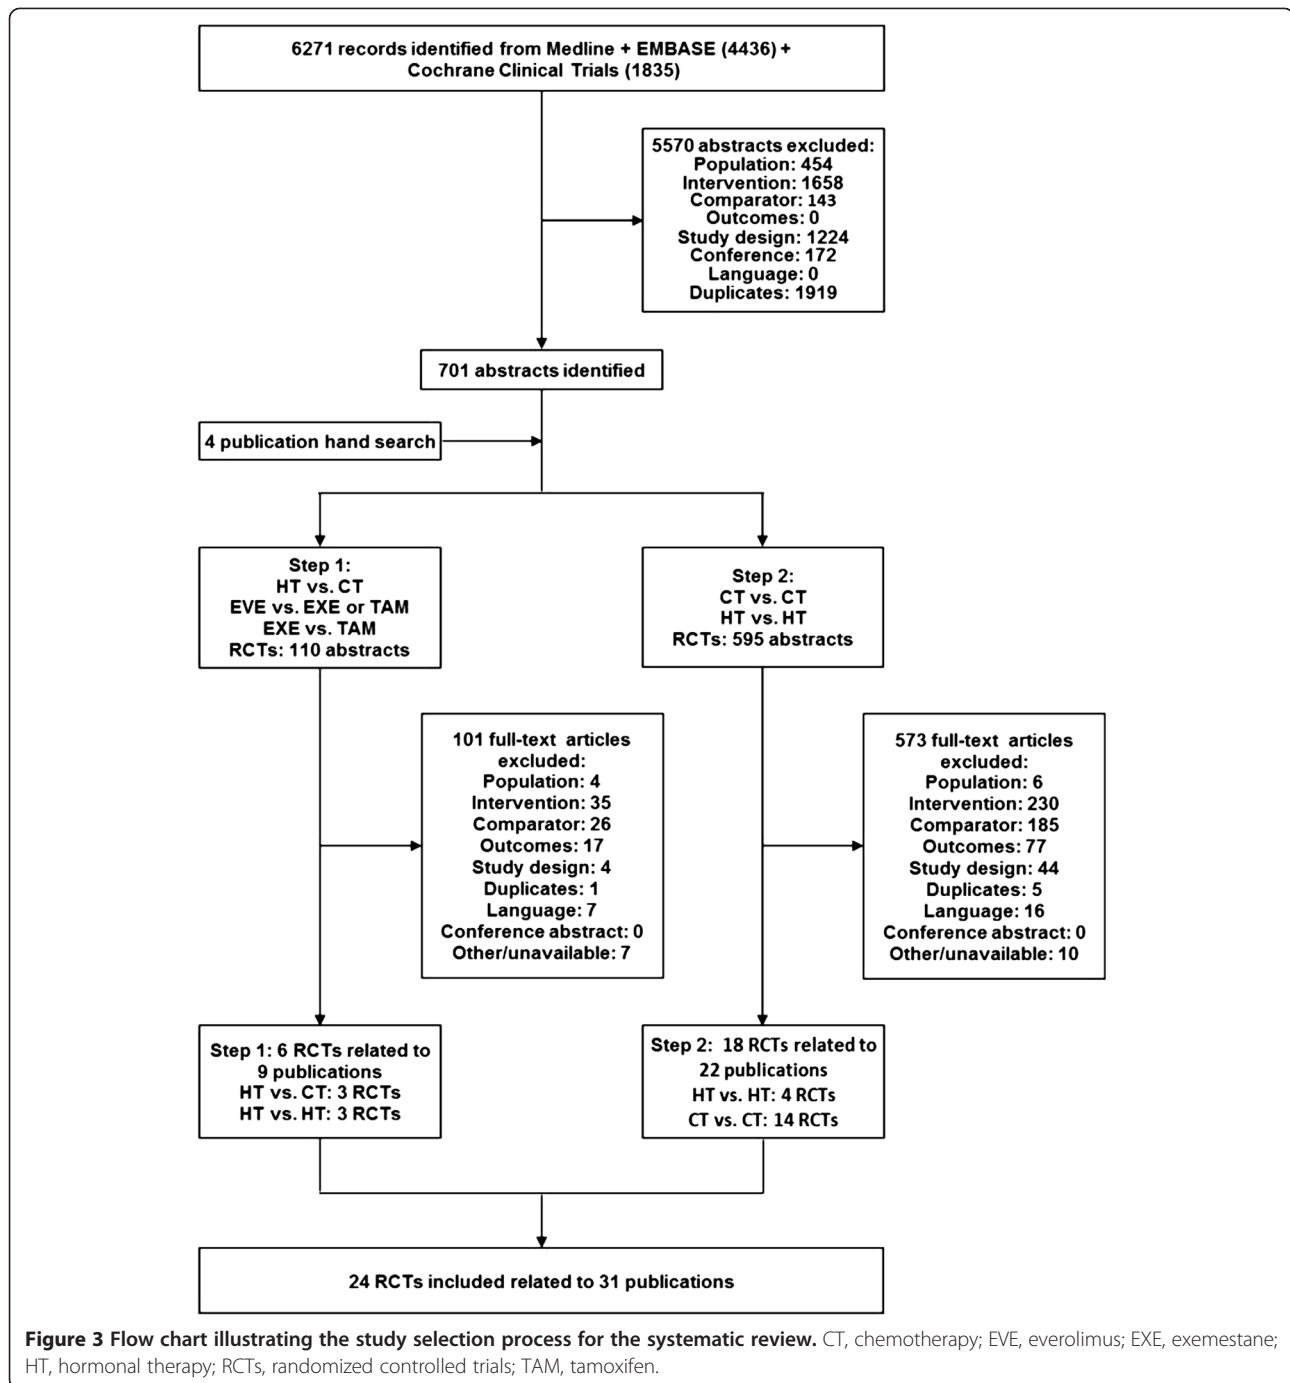 6271 records identified from Medline + EMBASE (4436) +
Cochrane Clinical Trials (1835)
5570 abstracts excluded:
Population: 454
Intervention: 1658
Comparator: 143
Outcomes: 0
Study design: 1224
Conference: 172
Language: 0
Duplicates: 1919
701 abstracts identified
4 publication hand search
Step 1:
HT vs. CT
EVE vs. EXE or TAM
EXE vs. TAM
RCTs: 110 abstracts
Step 2:
CT vs. CT
HT vs. HT
RCTs: 595 abstracts
101 full-text articles
excluded:
Population: 4
Intervention: 35
Comparator: 26
Outcomes: 17
Study design: 4
Duplicates: 1
Language: 7
Conference abstract: 0
Other/unavailable: 7
573 full-text articles
excluded:
Population: 6
Intervention: 230
Comparator: 185
Outcomes: 77
Study design: 44
Duplicates: 5
Language: 16
Conference abstract: 0
Other/unavailable: 10
Step 1: 6 RCTs related to
9 publications
HT vs. CT: 3 RCTs
HT vs. HT: 3 RCTs
Step 2: 18 RCTs related to
22 publications
HT vs. HT: 4 RCTs
CT vs. CT: 14 RCTs
24 RCTs included related to 31 publications
Figure 3 Flow chart illustrating the study selection process for the systematic review. CT, chemotherapy; EVE, everolimus; EXE, exemestane;
HT, hormonal therapy; RCTs, randomized controlled trials; TAM, tamoxifen.